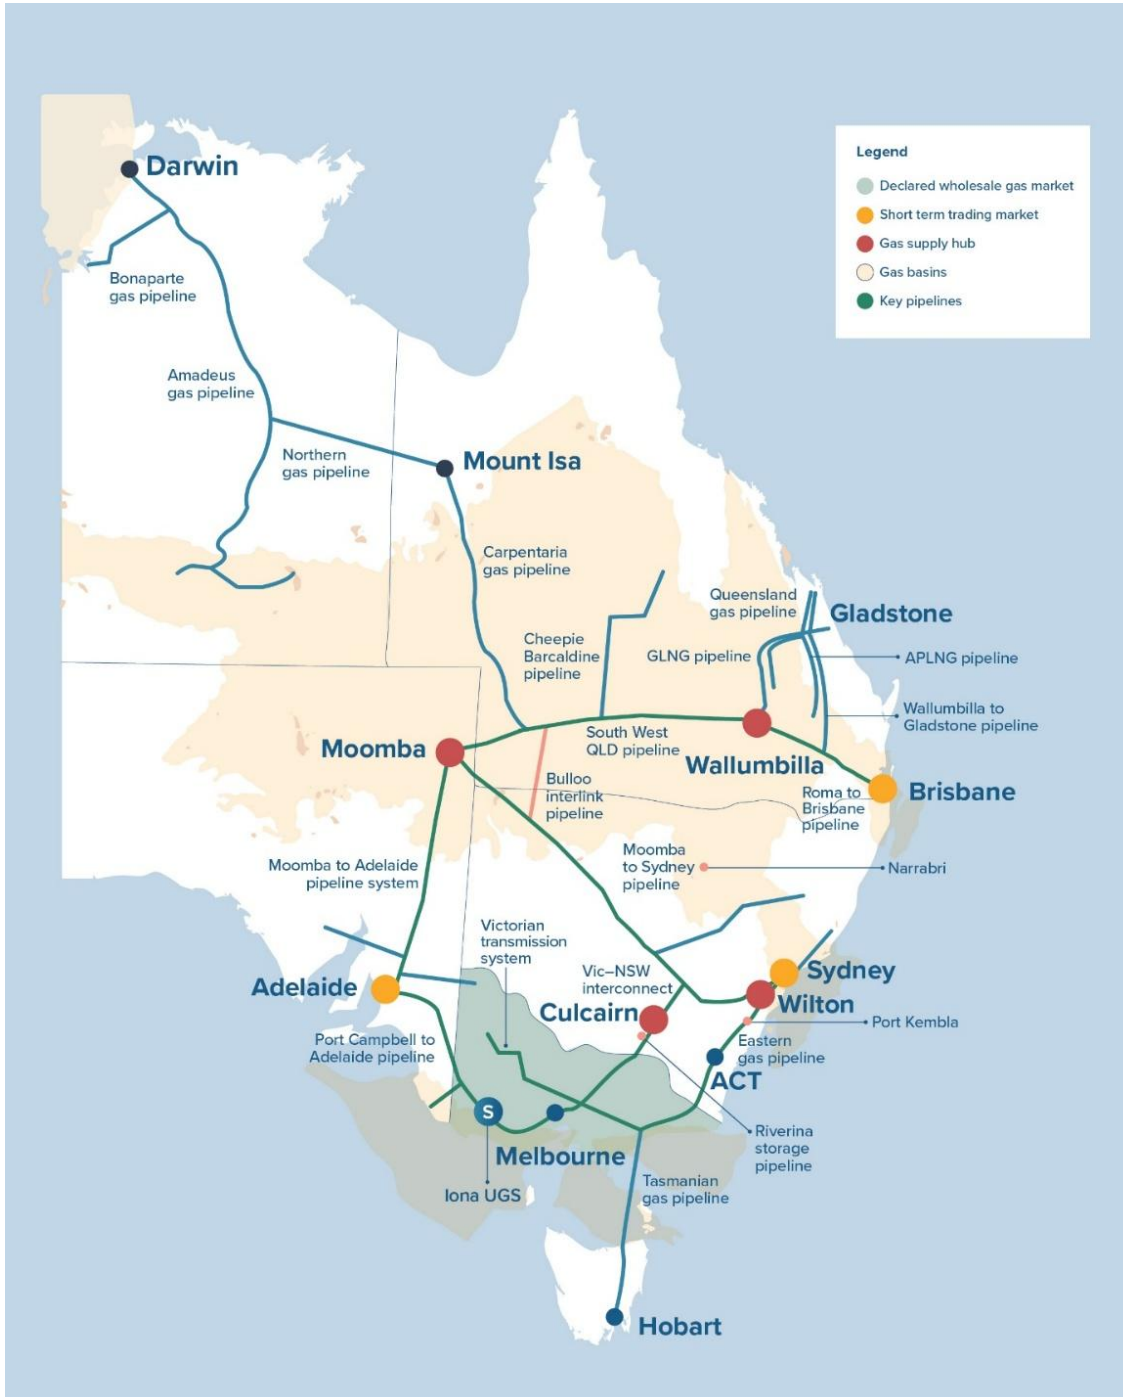 Darwin
Legend
Declared wholesale gas market
Short term trading market
Gas supply hub
Gas basins
Key pipelines
Bonaparte
gas pipeline
Amadeus
gas pipeline
Northern
gas pipeline
Mount Isa
Carpentaria
gas pipeline
Queensland
gas pipeline
Gladstone
Cheepie
Barcaldine
pipeline
GLNG pipeline
APLNG pipeline
Wallumbilla to
Gladstone pipeline
South West
QLD pipeline
Moomba
Wallumbilla
Bulloo
interlink
pipeline
Roma to
Brisbane
pipeline
Brisbane
Moomba to Adelaide
pipeline system
Moomba
to Sydney
pipeline
Narrabri
Victorian
transmission
system
Vic–NSW
interconnect
Sydney
Adelaide
Culcairn
Wilton
Port Kembla
Port Campbell to
Adelaide pipeline
Eastern
gas pipeline
ACT
S
Melbourne
Riverina
storage
pipeline
Iona UGS
Tasmanian
gas pipeline
Hobart